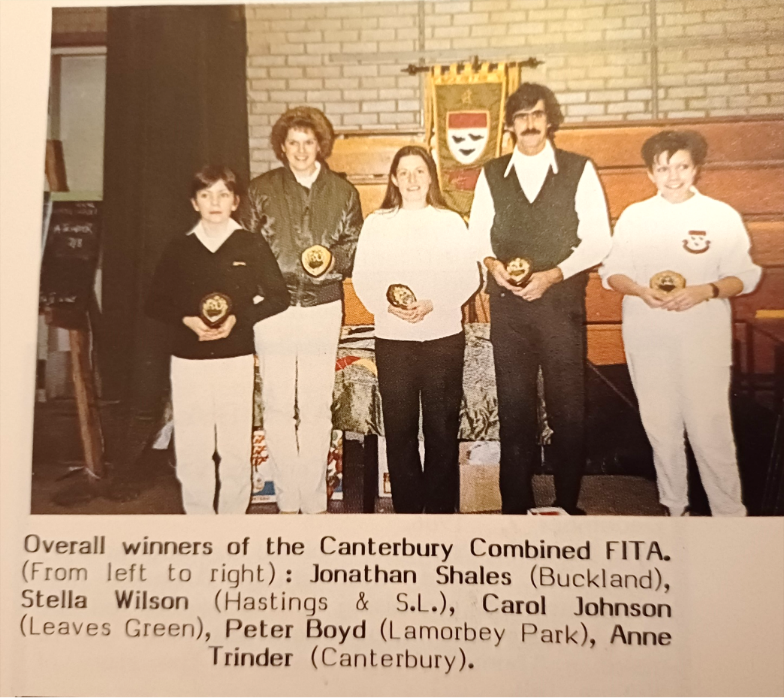 Overall winners of the Canterbury Combined FITA.
(From left to right) : Jonathan Shales (Buckland),
Stella Wilson (Hastings & S.L.), Carol Johnson
(Leaves Green), Peter Boyd (Lamorbey Park), Anne
Trinder (Canterbury).